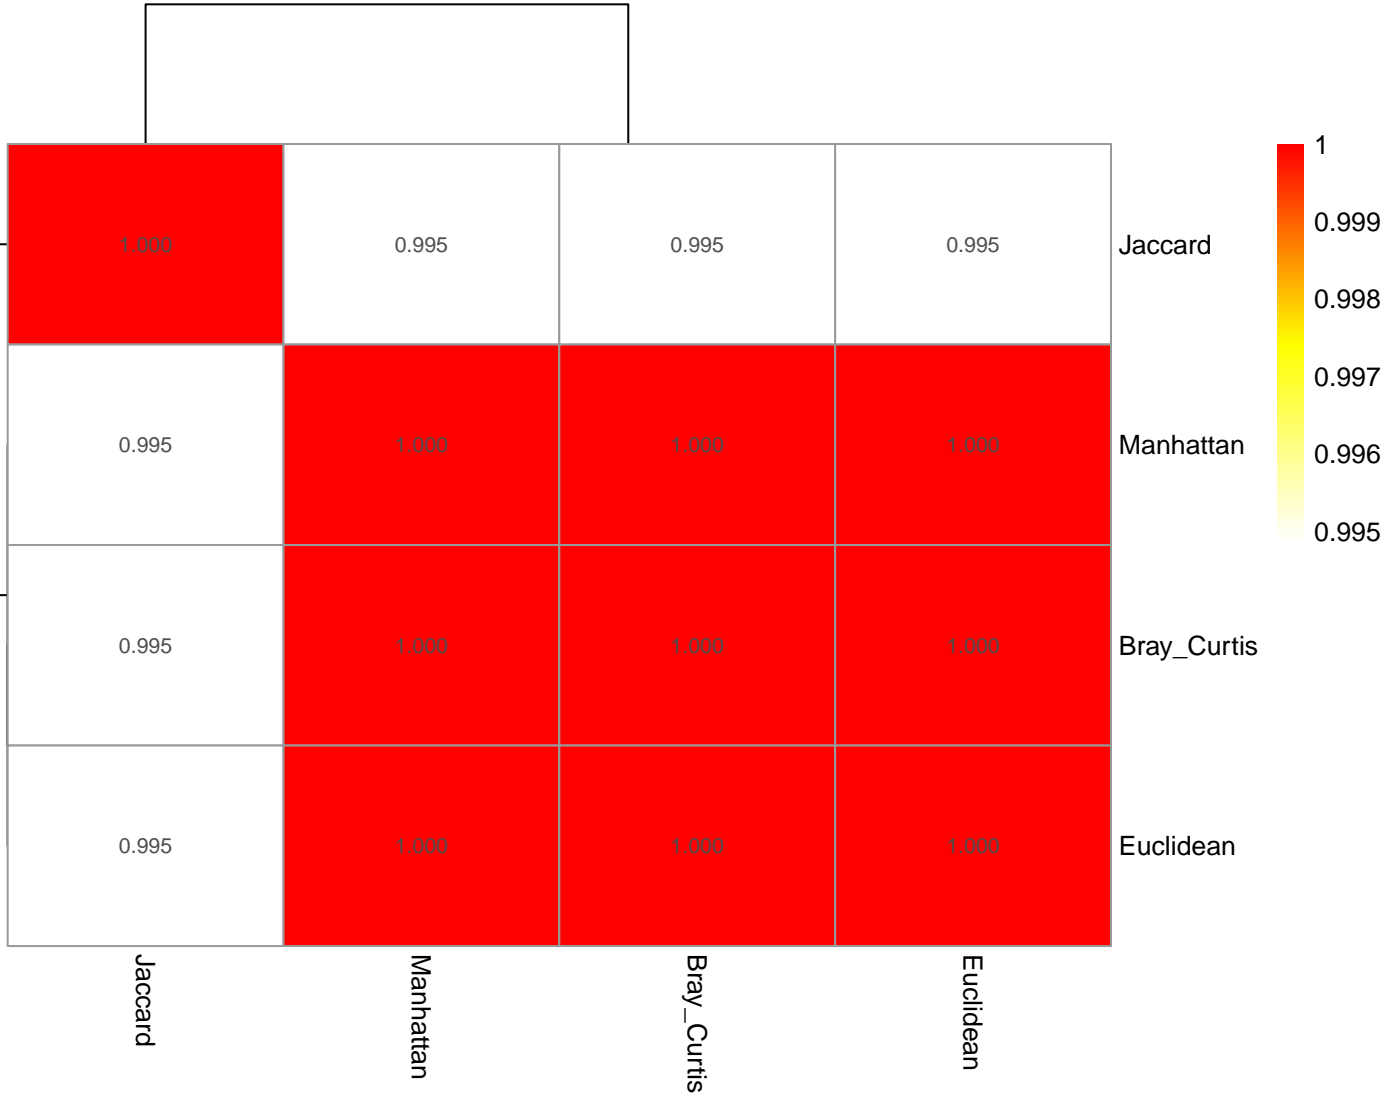 1
0.999
0.998
0.997
0.996
0.995
1.000 0.995 0.995 0.995 Jaccard
0.995 1.000 1.000 1.000 Manhattan
0.995 1.000 1.000 1.000 Bray_Curtis
0.995 1.000 1.000 1.000 Euclidean
Jaccard Manhattan Bray_Curtis Euclidean